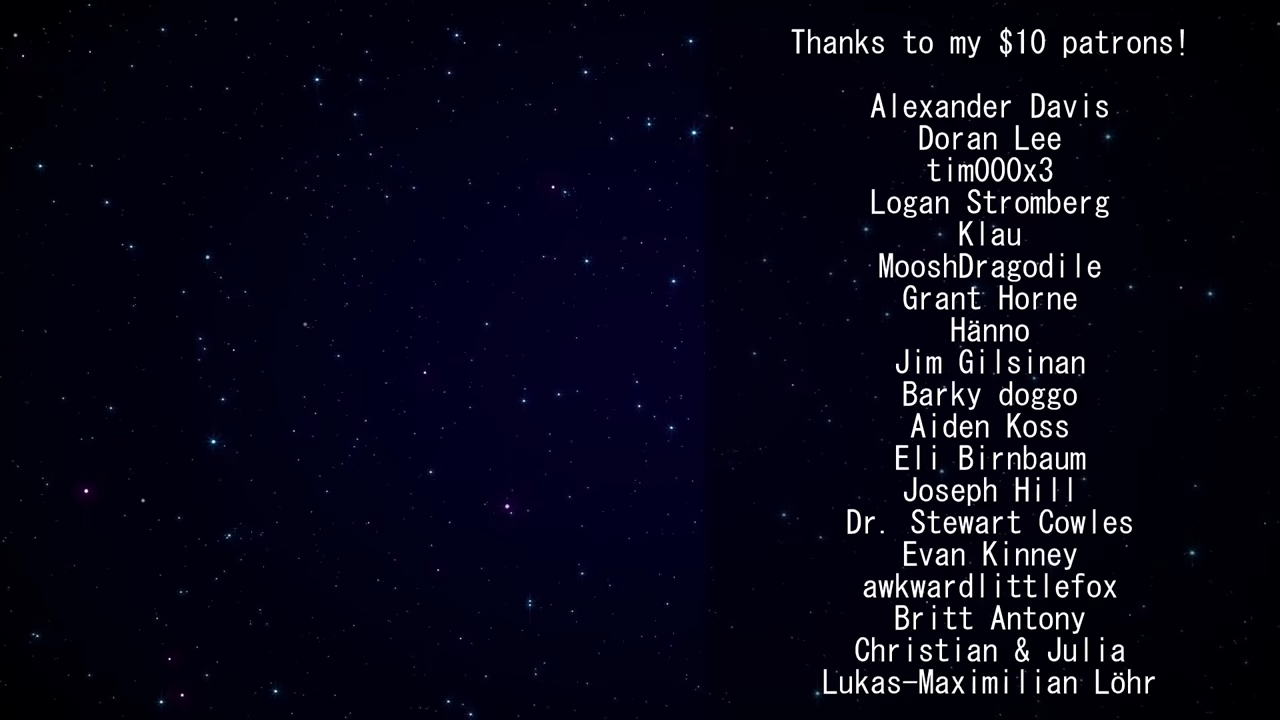 Thanks to my $10 patrons!
Alexander Davis
Doran Lee
tim000x3
Logan Stromberg
Klau
MooshDragodile
Grant Horne
Hänno
Jim Gilsinan
Barky doggo
Aiden Koss
Eli Birnbaum
Joseph Hill
Dr. Stewart Cowles
Evan Kinney
awkwardlittlefox
Britt Antony
Christian & Julia
Lukas-Maximilian Löhr